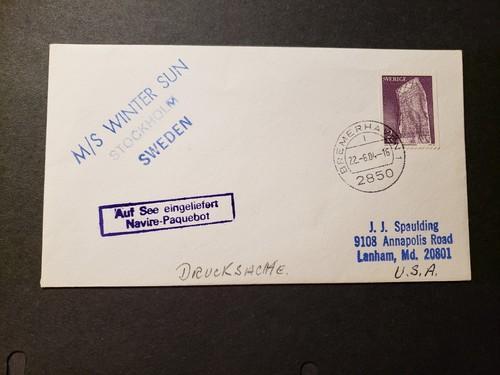 M/S WINTER SUN
STOCKHOLM
SWEDEN
SVERIGE
BREMERHAVEN 1
22.-6.04-16
2850
Auf See eingeliefert
Navire-Paquebot
J. J. Spaulding
9108 Annapolis Road
Lanham, Md. 20801
U.S.A.
DRUCKSACHE.